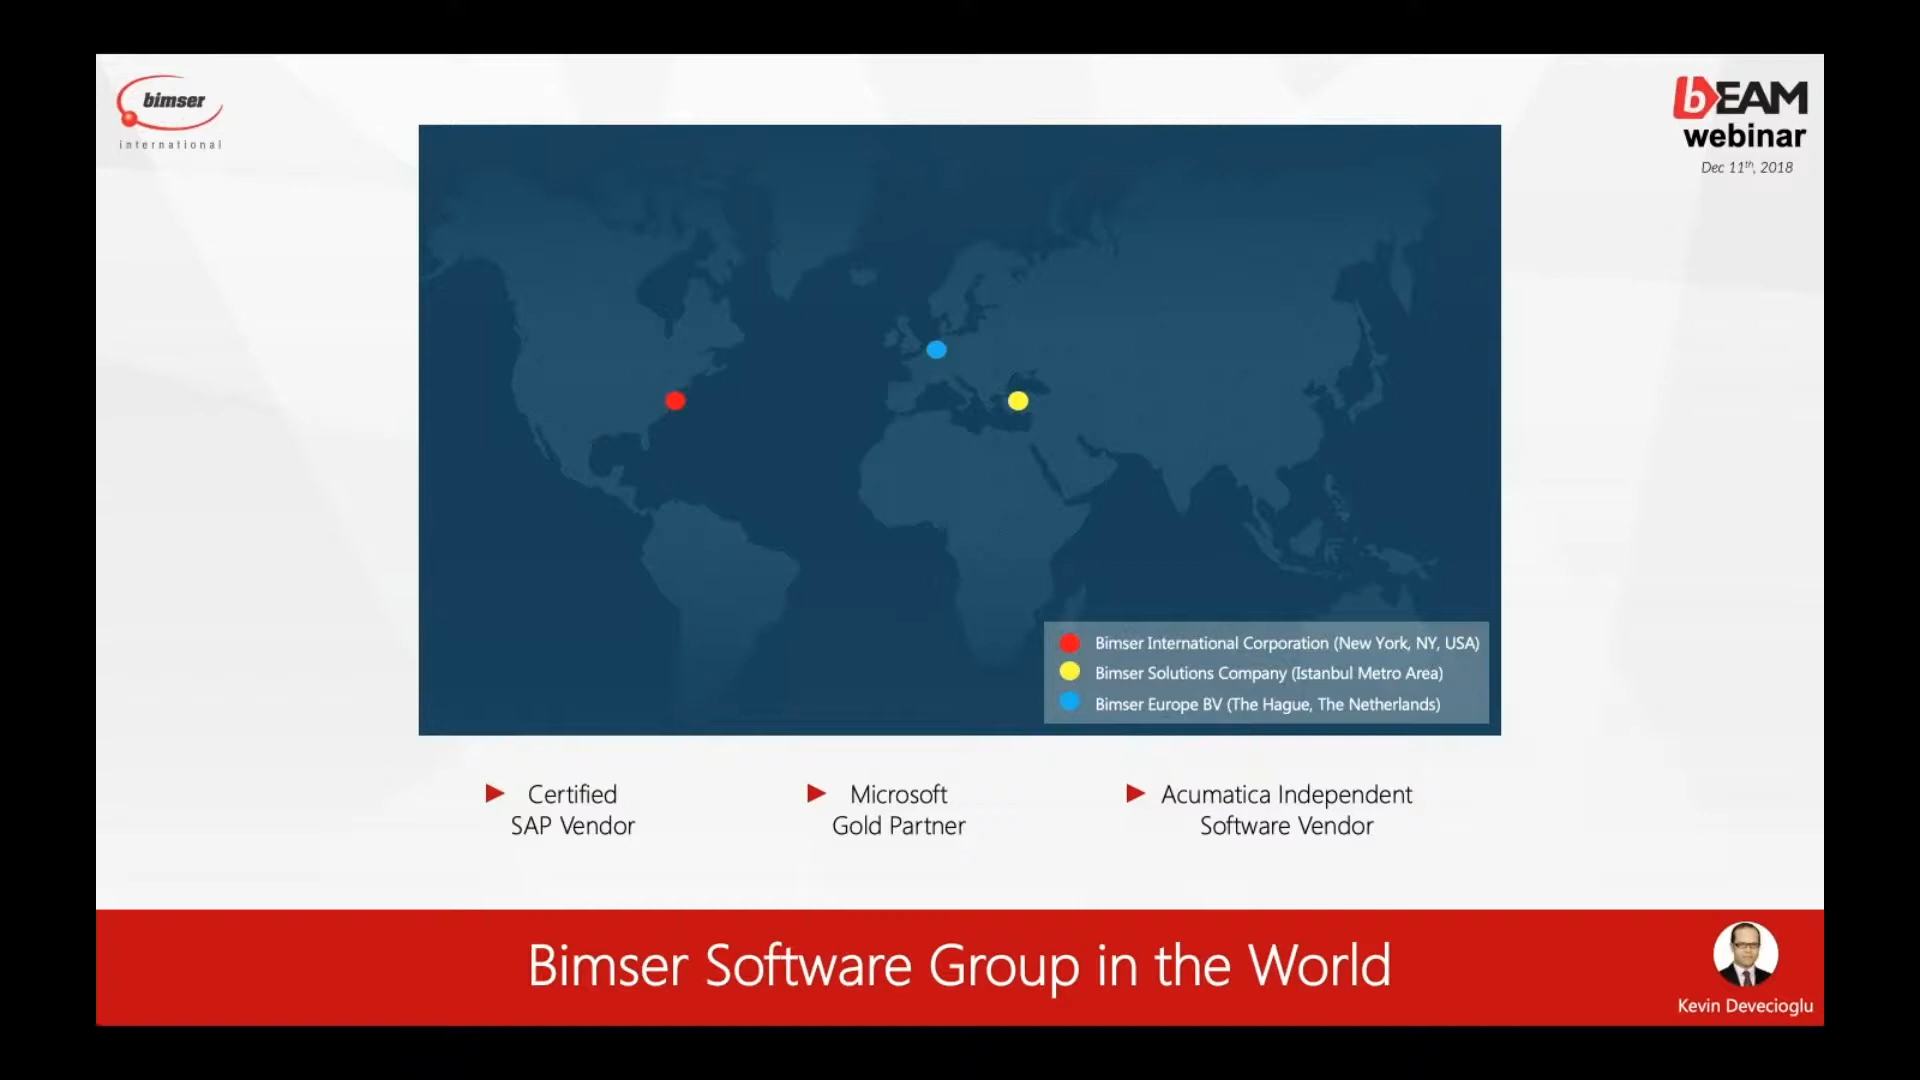 bimser
international
bEAM
webinar
Dec 11th, 2018
Bimser International Corporation (New York, NY, USA)
Bimser Solutions Company (Istanbul Metro Area)
Bimser Europe BV (The Hague, The Netherlands)
Certified
SAP Vendor
Microsoft
Gold Partner
Acumatica Independent
Software Vendor
Bimser Software Group in the World
Kevin Devecioglu